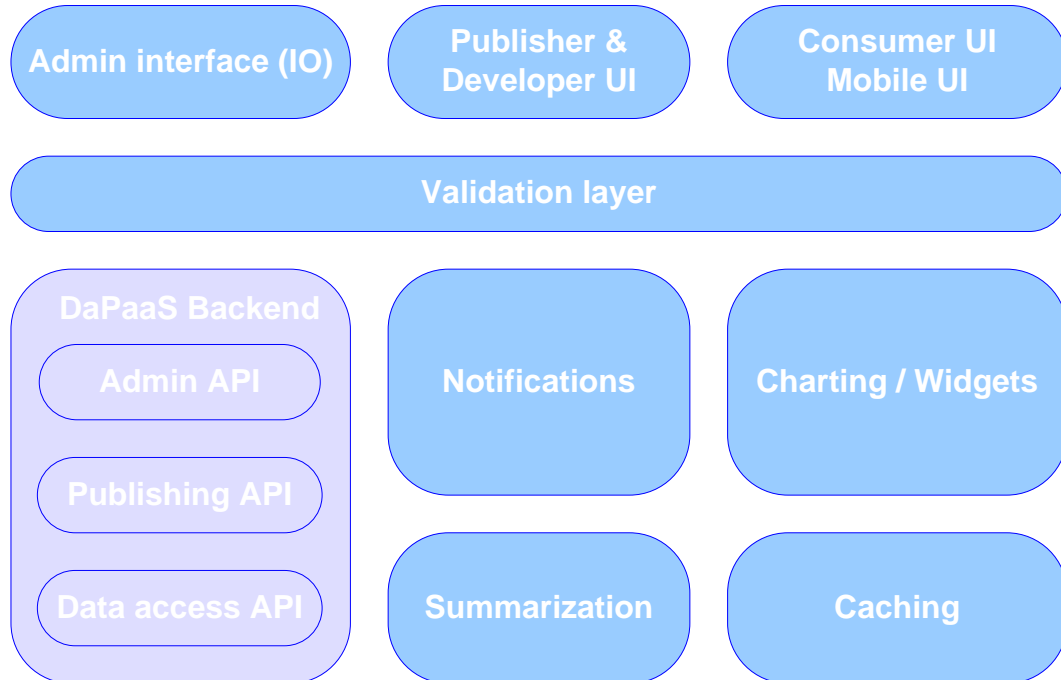 Admin interface (IO)
Publisher &
Developer UI
Consumer UI
Mobile UI
Validation layer
DaPaaS Backend
Admin API
Publishing API
Data access API
Notifications
Charting / Widgets
Summarization
Caching